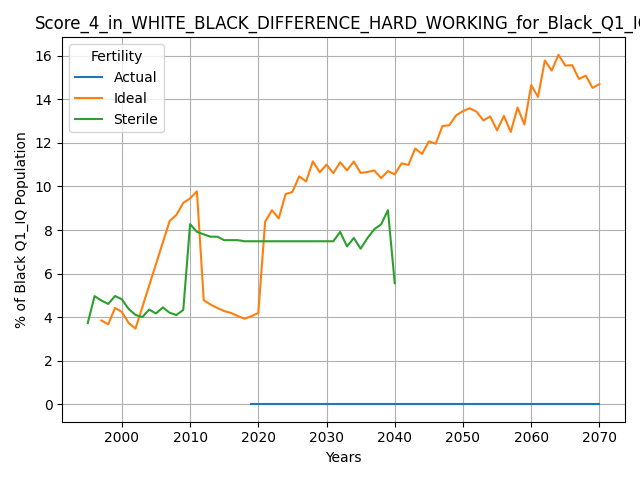 Score_4_in_WHITE_BLACK_DIFFERENCE_HARD_WORKING_for_Black_Q1_I
Fertility
Actual
Ideal
Sterile
% of Black Q1_IQ Population
16
14
12
10
8
6
4
2
0
2000 2010 2020 2030 2040 2050 2060 2070
Years